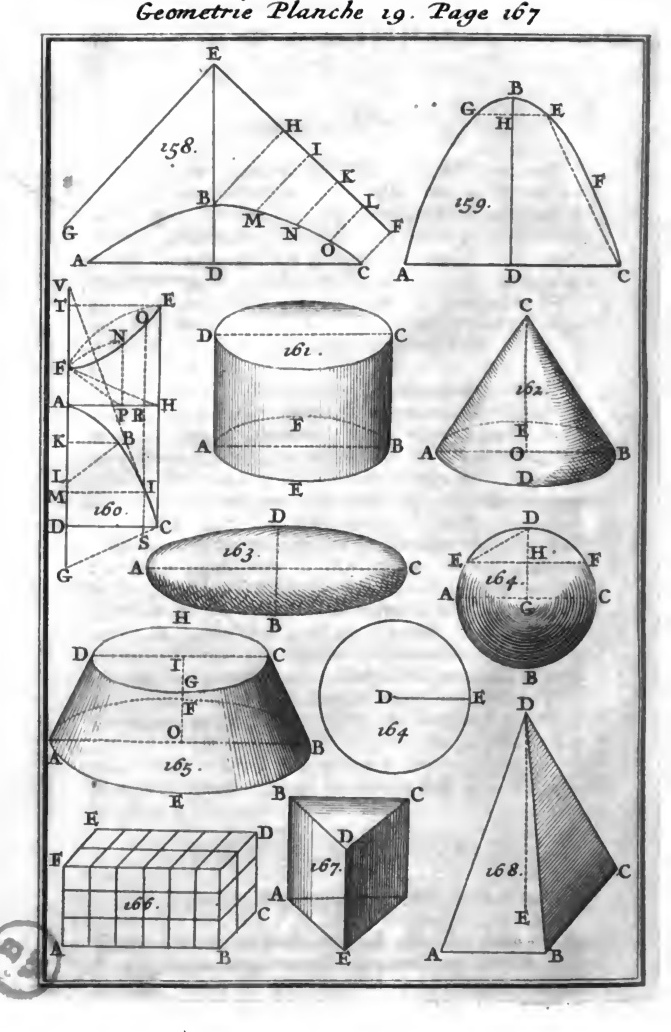 Geometrie Planche 19. Page 167
E
H
I
K
L
F
158.
B
M
N
O
G
A
D
C
B
G
H
E
F
159.
A
D
C
V
T
O
E
N
F
A
P
R
H
K
B
L
M
I
160.
D
S
C
G
D
C
161.
F
A
B
E
C
162.
E
A
O
B
D
D
163.
A
C
B
D
E
H
F
164
A
G
C
B
H
D
I
C
G
F
O
A
B
165.
E
D
E
164
D
168.
E
A
B
C
E
D
F
166.
C
A
B
B
C
D
167.
A
E